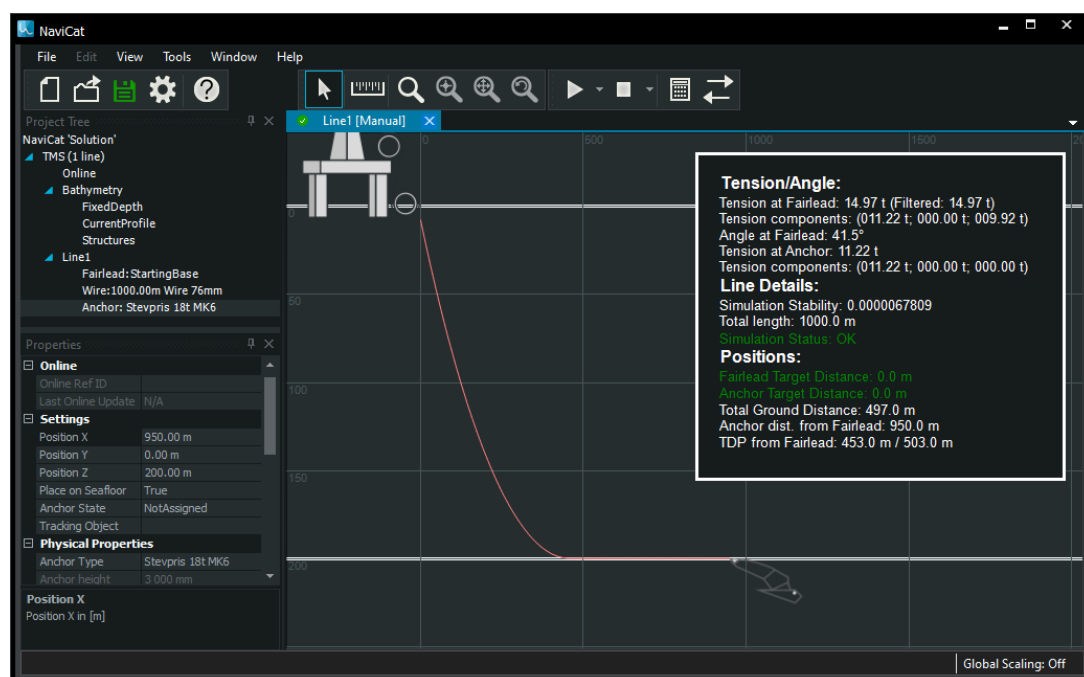 NaviCat
File Edit View Tools Window Help
Project Tree
Line1 [Manual]
NaviCat 'Solution'
TMS (1 line)
Online
Bathymetry
FixedDepth
CurrentProfile
Structures
Line1
Fairlead:StartingBase
Wire:1000.00m Wire 76mm
Anchor: Stevpris 18t MK6
Properties
Online
Online Ref ID
Last Online Update N/A
Settings
Position X 950.00 m
Position Y 0.00 m
Position Z 200.00 m
Place on Seafloor True
Anchor State NotAssigned
Tracking Object
Physical Properties
Anchor Type Stevpris 18t MK6
Anchor height 3 000 mm
Position X
Position X in [m]
0 500 1000 1500 20
0
50
100
150
200
Tension/Angle:
Tension at Fairlead: 14.97 t (Filtered: 14.97 t)
Tension components: (011.22 t; 000.00 t; 009.92 t)
Angle at Fairlead: 41.5°
Tension at Anchor: 11.22 t
Tension components: (011.22 t; 000.00 t; 000.00 t)
Line Details:
Simulation Stability: 0.0000067809
Total length: 1000.0 m
Simulation Status: OK
Positions:
Fairlead Target Distance: 0.0 m
Anchor Target Distance: 0.0 m
Total Ground Distance: 497.0 m
Anchor dist. from Fairlead: 950.0 m
TDP from Fairlead: 453.0 m / 503.0 m
Global Scaling: Off